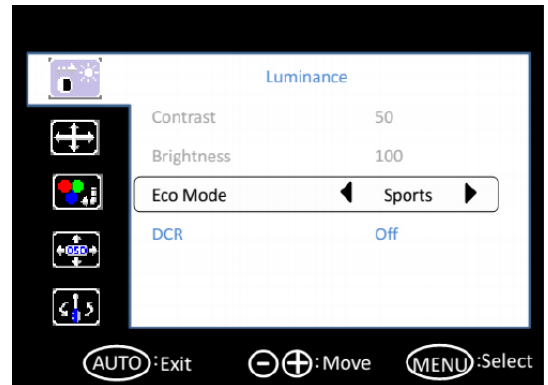 Luminance
Contrast 50
Brightness 100
Eco Mode Sports
DCR Off
OSD
AUTO :Exit :Move MENU :Select